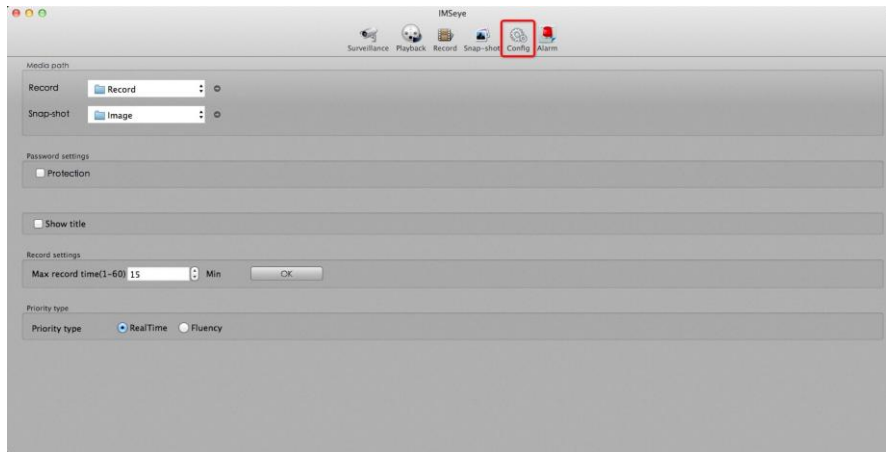 IMSeye
Surveillance Playback Record Snap-shot Config Alarm
Media path
Record Record
Snap-shot Image
Password settings
Protection
Show title
Record settings
Max record time(1-60) 15 Min OK
Priority type
Priority type RealTime Fluency